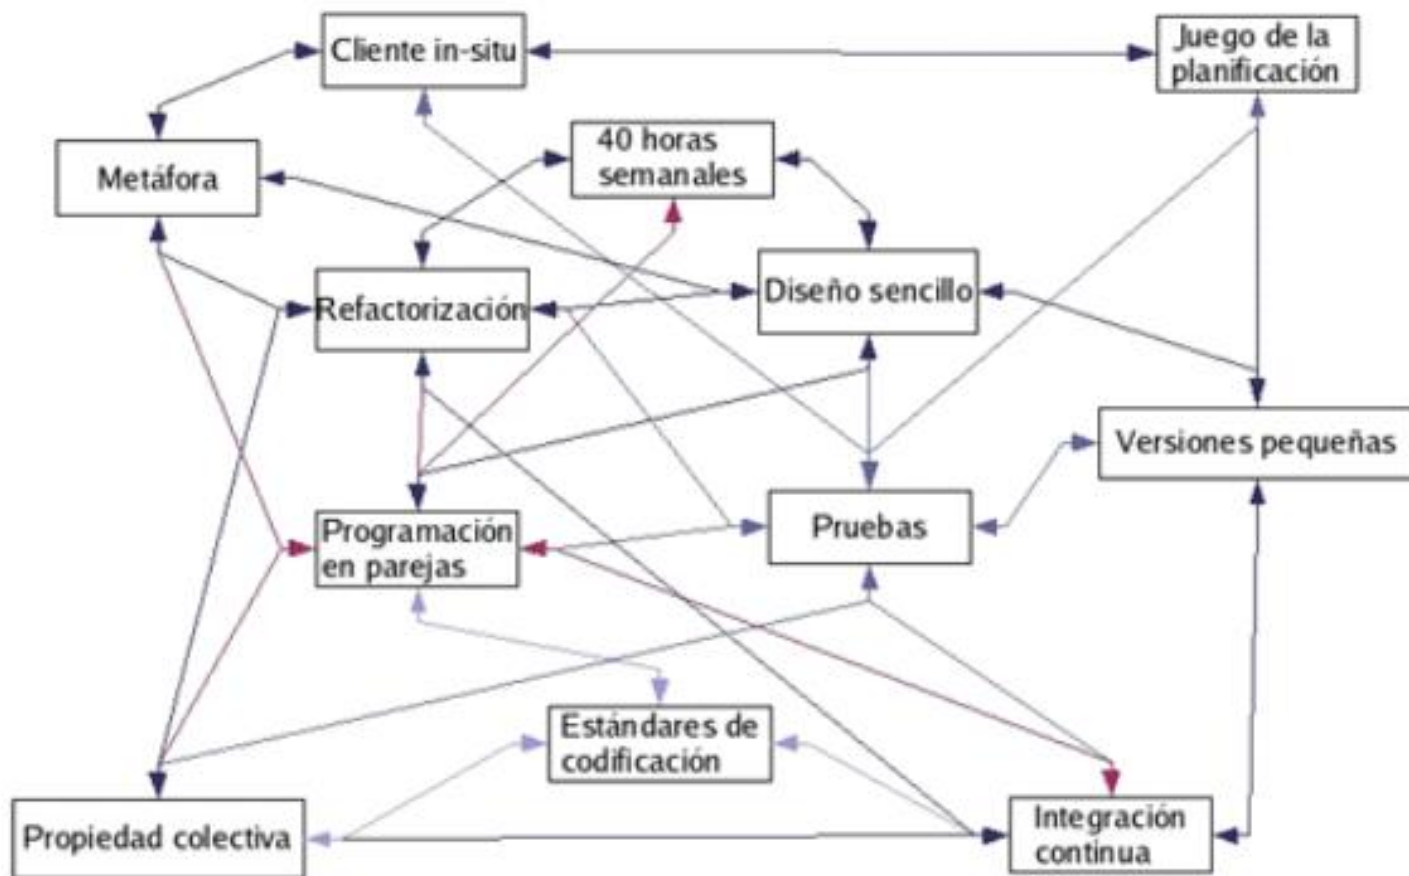 Cliente in-situ
Juego de la
planificación
40 horas
semanales
Metáfora
Diseño sencillo
Refactorización
Versiones pequeñas
Programación
en parejas
Pruebas
Estándares de
codificación
Propiedad colectiva
Integración
contínua